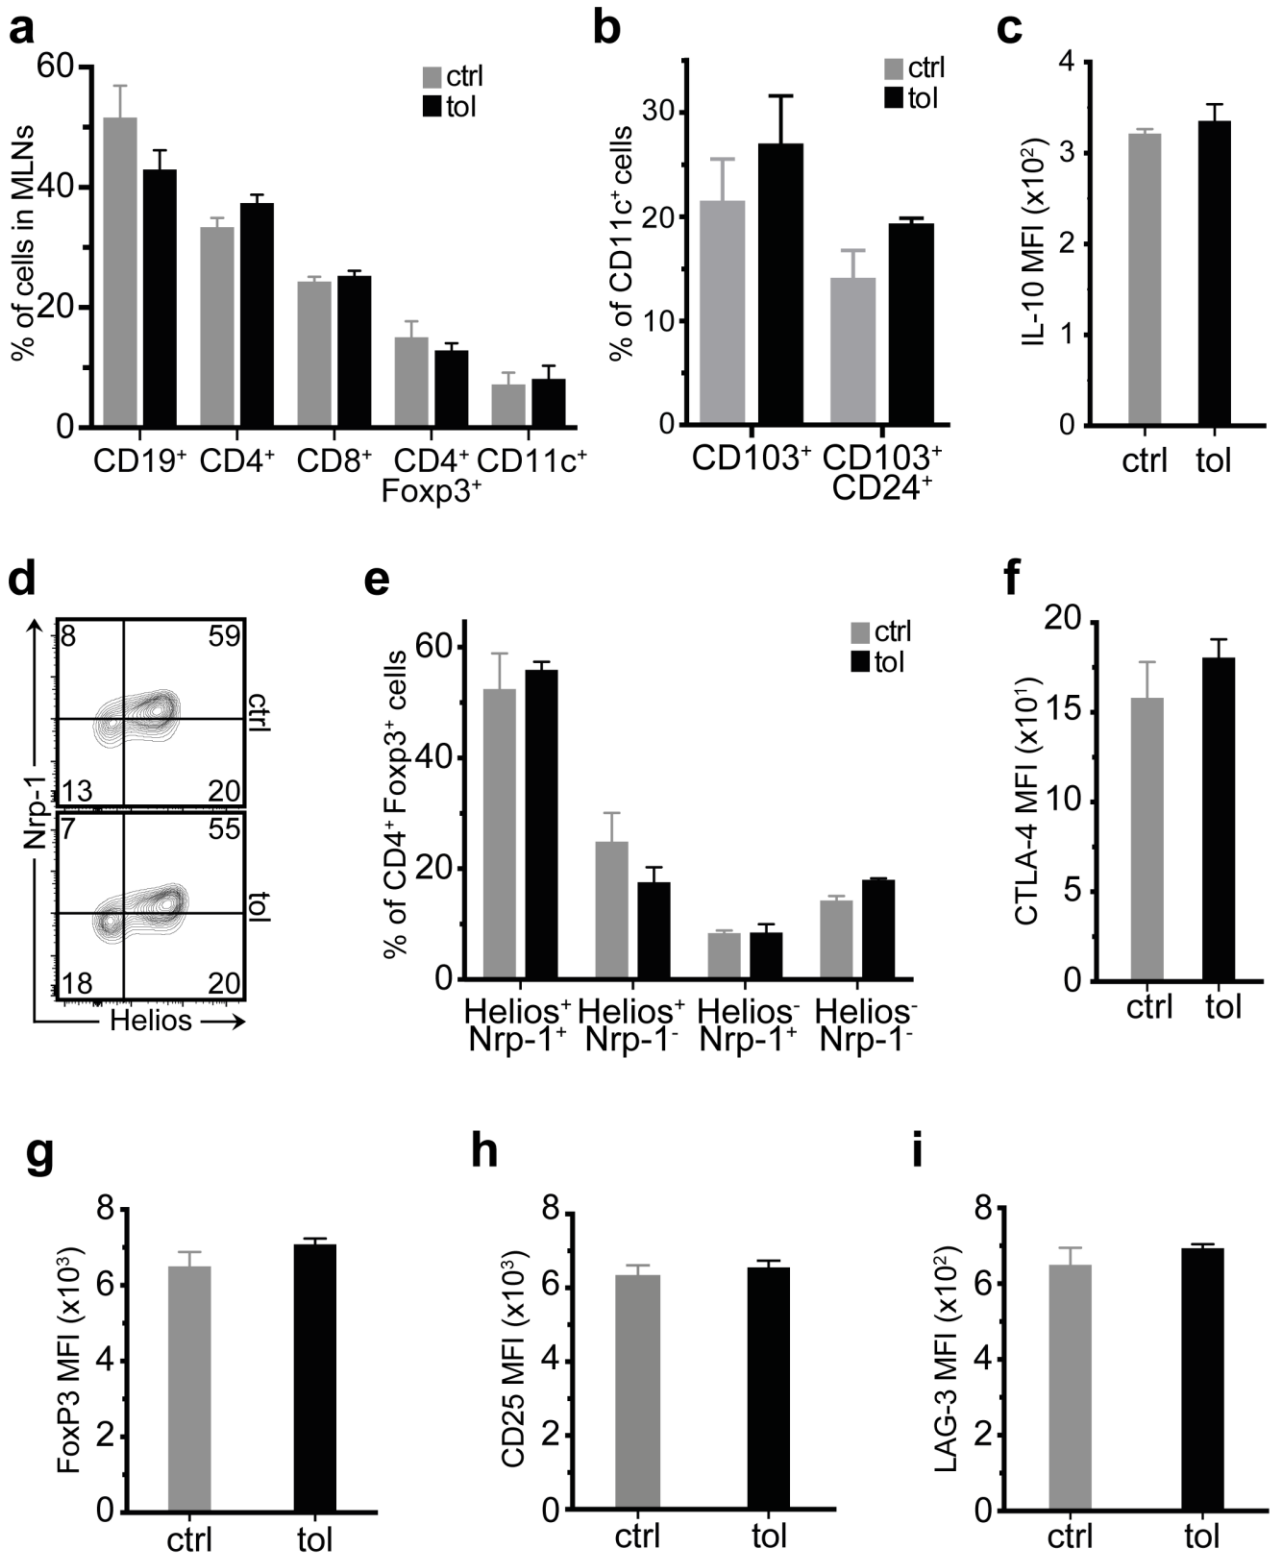 a
60
40
20
0
% of cells in MLNs
ctrl
tol
CD19⁺ CD4⁺ CD8⁺ CD4⁺ CD11c⁺
Foxp3⁺
b
30
20
10
0
% of CD11c⁺ cells
ctrl
tol
CD103⁺ CD103⁺
CD24⁺
c
4
3
2
1
0
IL-10 MFI (x10²)
ctrl tol
d
8 59
13 20
ctrl
7 55
18 20
tol
Nrp-1
Helios
e
60
40
20
0
% of CD4⁺ Foxp3⁺ cells
ctrl
tol
Helios⁺ Helios⁺ Helios⁻ Helios⁻
Nrp-1⁺ Nrp-1⁻ Nrp-1⁺ Nrp-1⁻
f
20
15
10
5
0
CTLA-4 MFI (x10¹)
ctrl tol
g
8
6
4
2
0
FoxP3 MFI (x10³)
ctrl tol
h
8
6
4
2
0
CD25 MFI (x10³)
ctrl tol
i
8
6
4
2
0
LAG-3 MFI (x10²)
ctrl tol